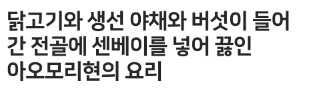 닭고기와 생선 야채와 버섯이 들어
간 전골에 센베이를 넣어 끓인
아오모리현의 요리